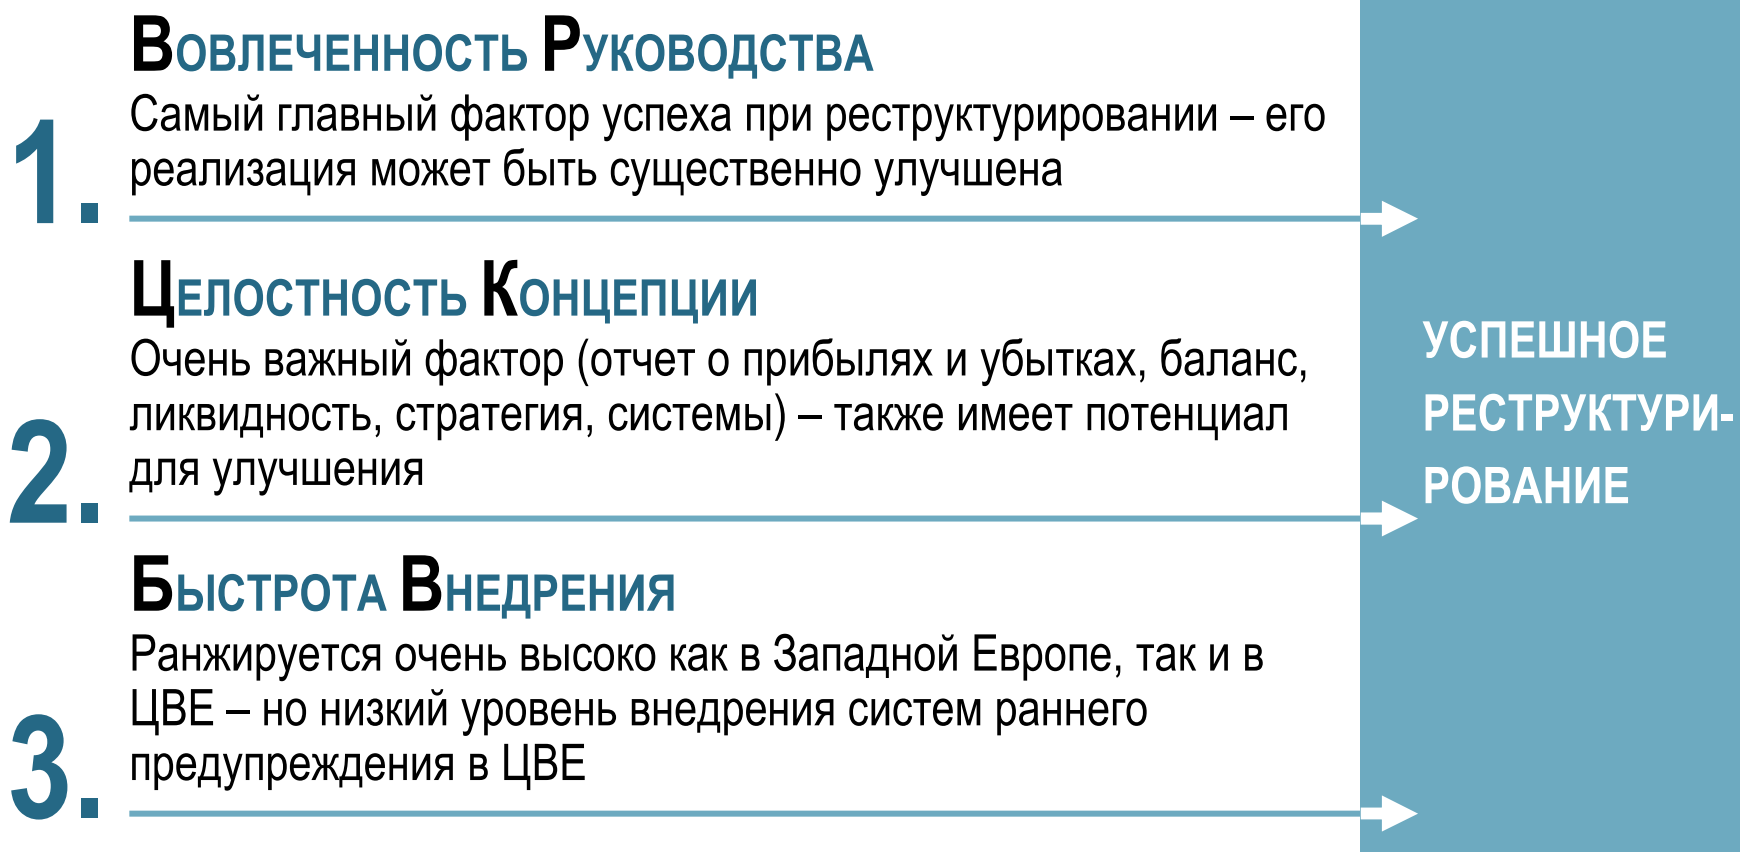 1.
ВОВЛЕЧЕННОСТЬ РУКОВОДСТВА
Самый главный фактор успеха при реструктурировании – его
реализация может быть существенно улучшена
2.
ЦЕЛОСТНОСТЬ КОНЦЕПЦИИ
Очень важный фактор (отчет о прибылях и убытках, баланс,
ликвидность, стратегия, системы) – также имеет потенциал
для улучшения
3.
БЫСТРОТА ВНЕДРЕНИЯ
Ранжируется очень высоко как в Западной Европе, так и в
ЦВЕ – но низкий уровень внедрения систем раннего
предупреждения в ЦВЕ
УСПЕШНОЕ
РЕСТРУКТУРИ-
РОВАНИЕ